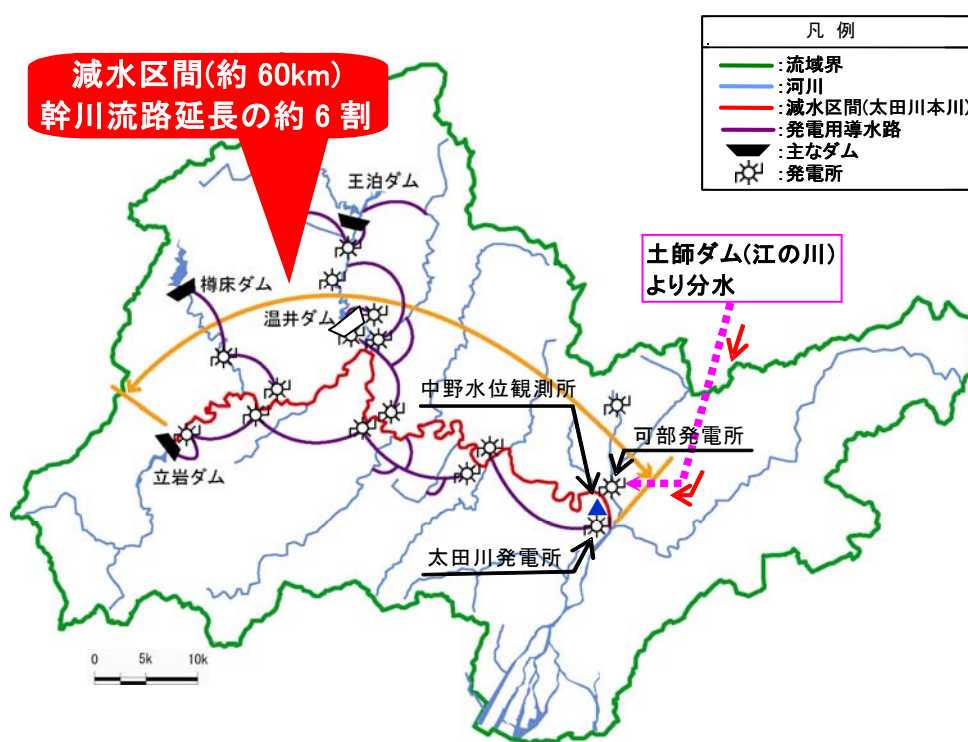 減水区間(約 60km)
幹川流路延長の約 6 割
凡 例
:流域界
:河川
:減水区間(太田川本川)
:発電用導水路
:主なダム
:発電所
王泊ダム
土師ダム(江の川)
より分水
樽床ダム
温井ダム
中野水位観測所
可部発電所
立岩ダム
太田川発電所
0 5k 10k